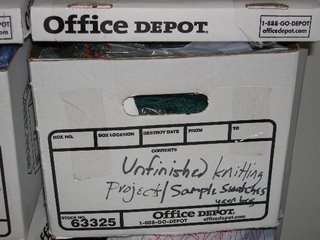 Office DEPOT.
1-888-GO-DEPOT
officedepot.com
BOX NO. BOX LOCATION DESTROY DATE FROM TO
CONTENTS
Unfinished knitting
Projects/Sample Swatches
STOCK NO. 63325
Office DEPOT
1-888-GO-DEPOT
officedepot.com